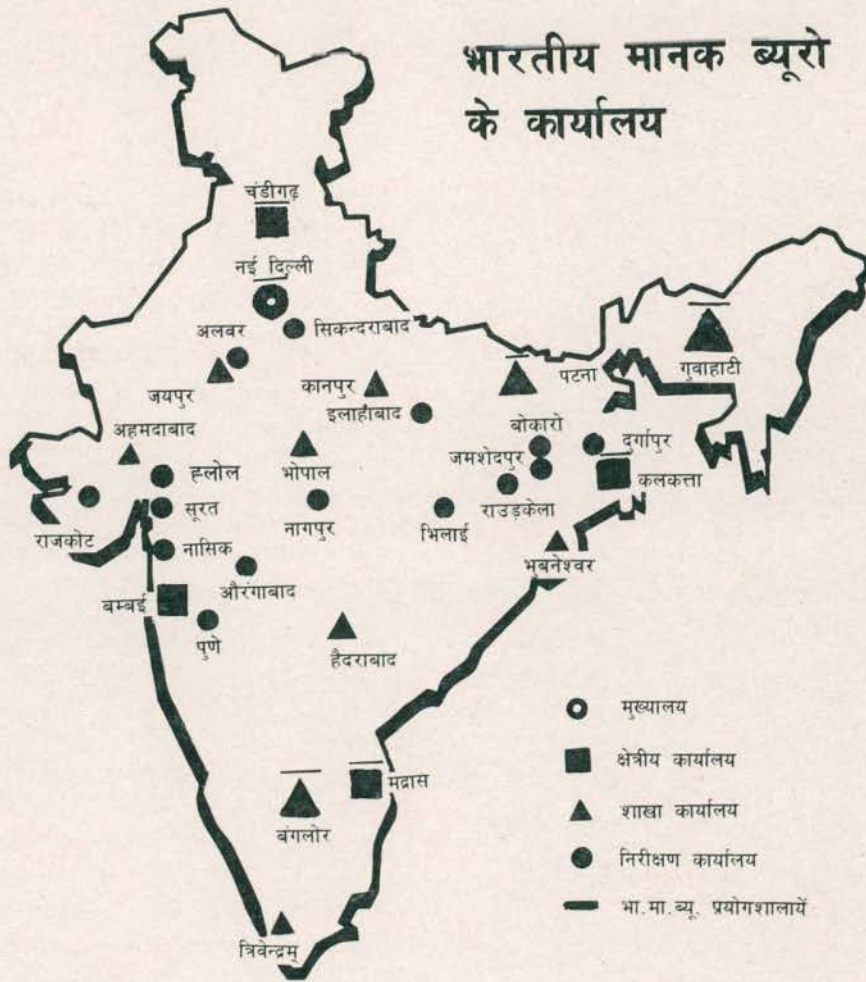 भारतीय मानक ब्यूरो
के कार्यालय
चंडीगढ़
नई दिल्ली
अलवर
सिकन्दराबाद
जयपुर
कानपुर
इलाहाबाद
पटना
गुवाहाटी
अहमदाबाद
ह्लोल
भोपाल
बोकारो
जमशेदपुर
दुर्गापुर
कलकत्ता
राजकोट
सूरत
नागपुर
भिलाई
राउड़केला
नासिक
औरंगाबाद
भुबनेश्वर
बम्बई
पुणे
हैदराबाद
मुख्यालय
क्षेत्रीय कार्यालय
मद्रास
बंगलोर
शाखा कार्यालय
निरीक्षण कार्यालय
भा.मा.ब्यू. प्रयोगशालायें
त्रिवेन्द्रम्